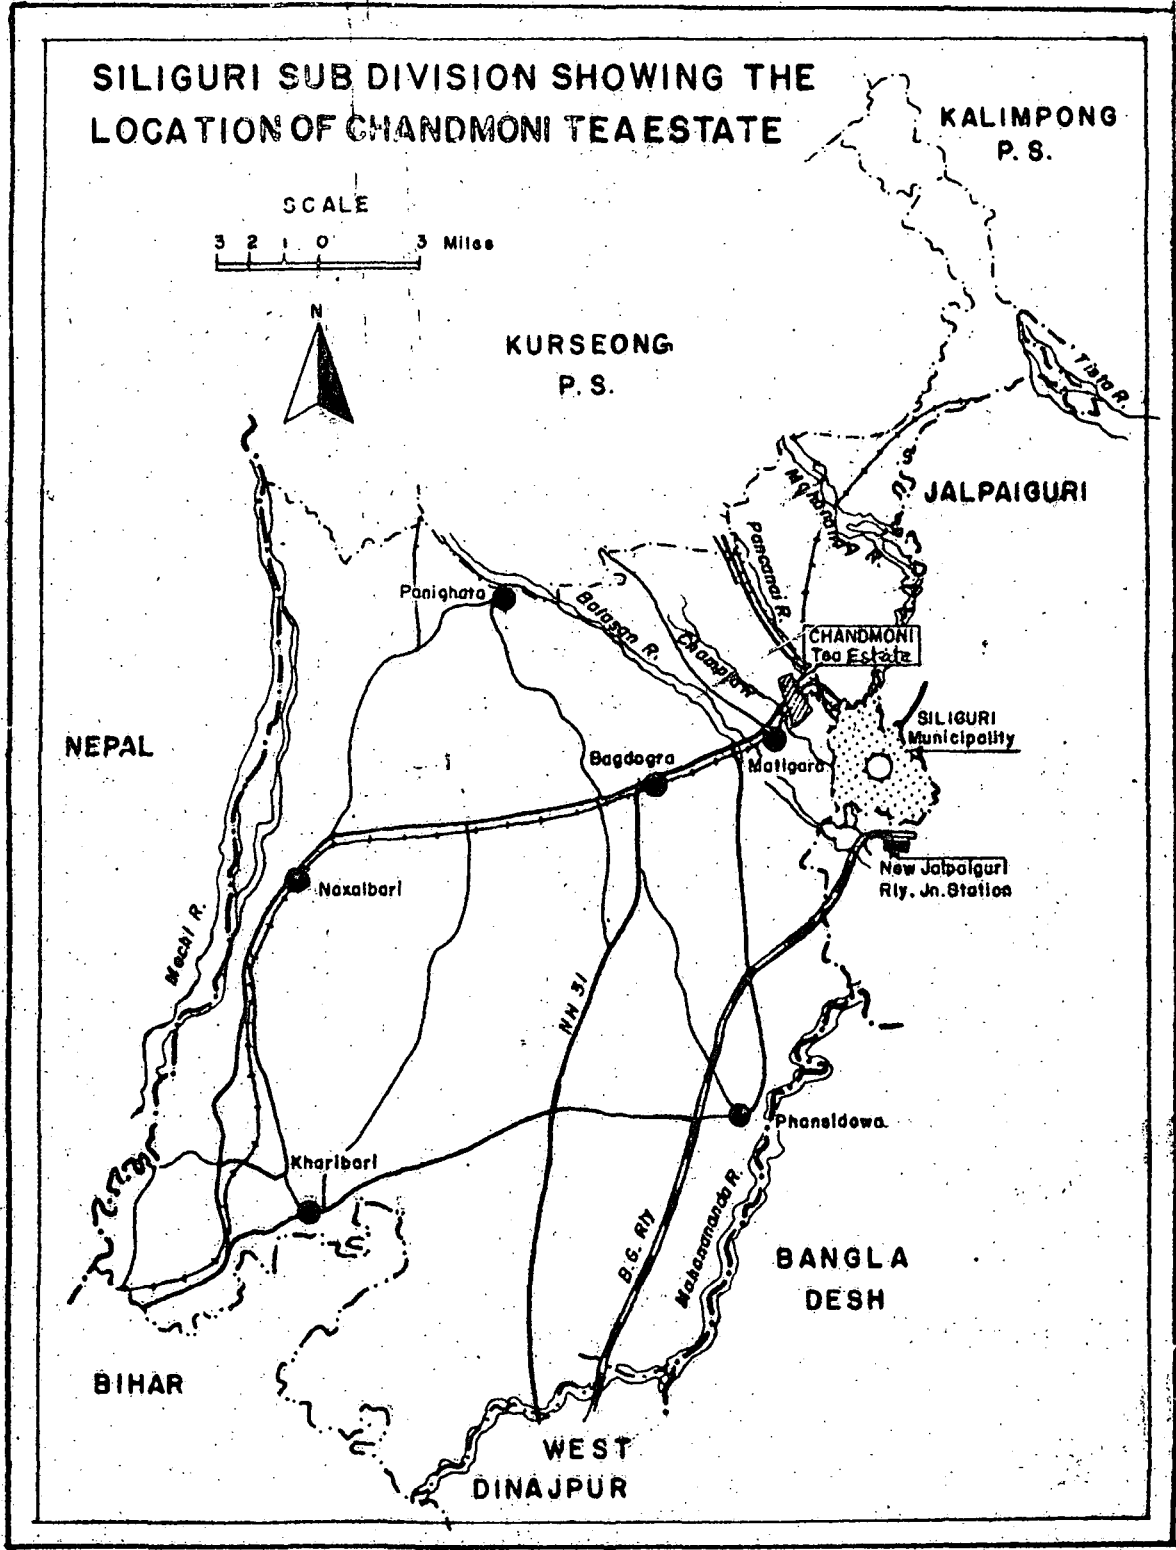 SILIGURI SUB DIVISION SHOWING THE
LOCATION OF CHANDMONI TEA ESTATE
KALIMPONG
P. S.
SCALE
3 2 1 0 3 Miles
N
KURSEONG
P. S.
Tista R.
JALPAIGURI
Mahananda R.
Pancanai R.
Panighata
Balasan R.
CHANDMONI
Tea Estate
NEPAL
SILIGURI
Municipality
Bagdogra
Matigara
New Jalpaiguri
Rly. Jn. Station
Naxalbari
Mechi R.
NH 31
Phansidowa
Kharibari
Mahananda R.
B.G. Rly
BANGLA
DESH
BIHAR
WEST
DINAJPUR